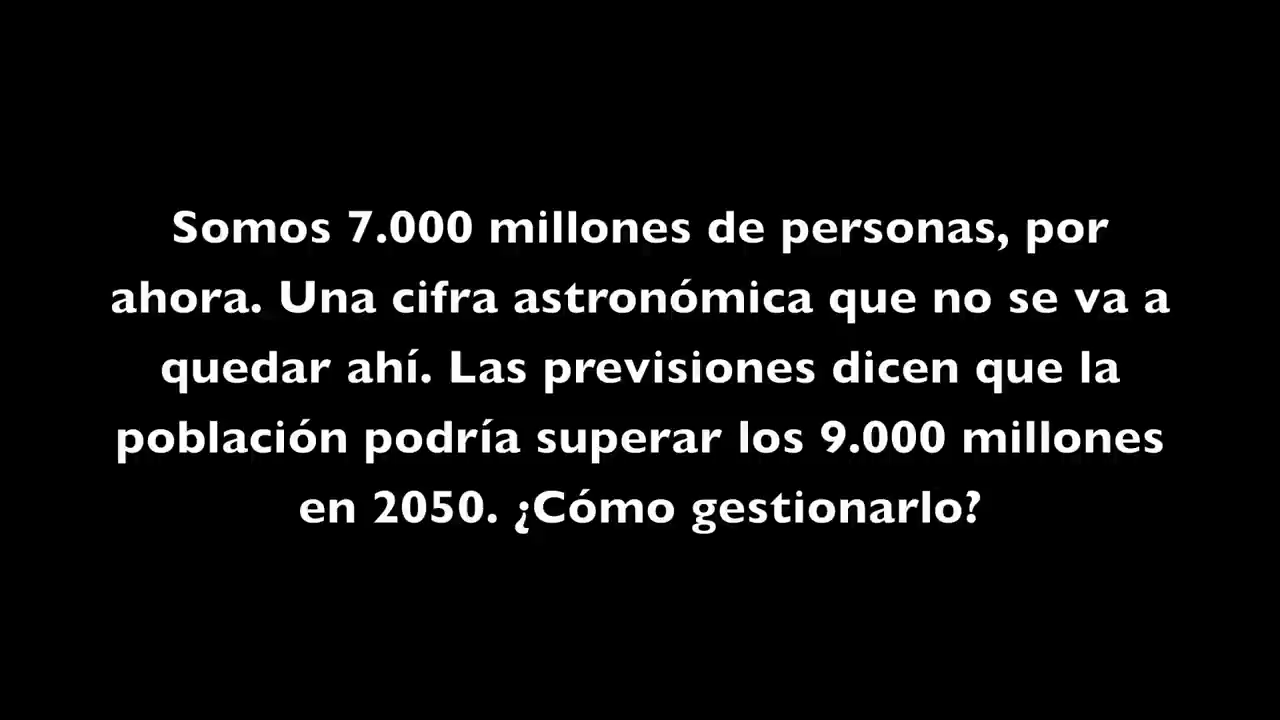 Somos 7.000 millones de personas, por
ahora. Una cifra astronómica que no se va a
quedar ahí. Las previsiones dicen que la
población podría superar los 9.000 millones
en 2050. ¿Cómo gestionarlo?